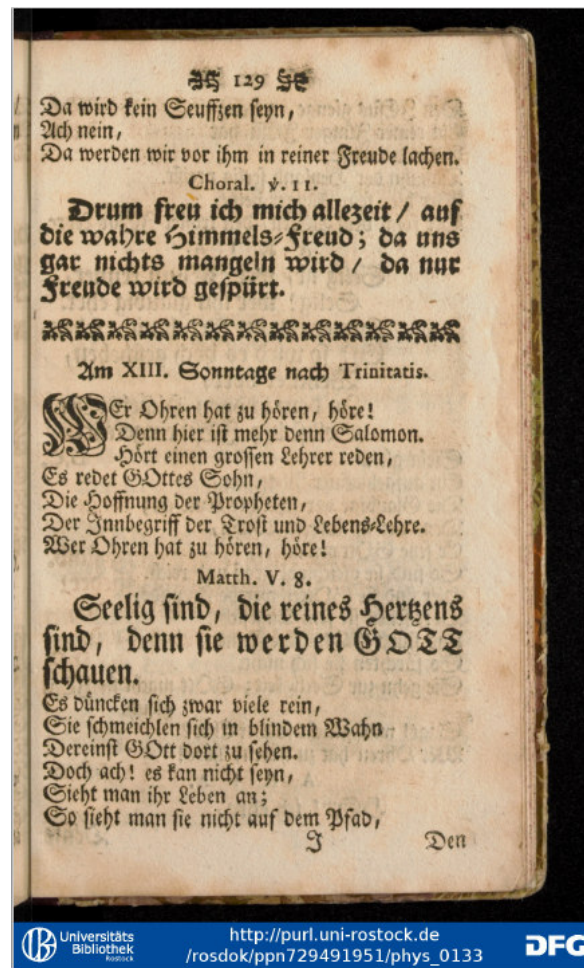 129
Da wird kein Seuffzen seyn,
Ach nein,
Da werden wir vor ihm in reiner Freude lachen.
Choral. v. 11.
Drum freu ich mich allezeit / auf
die wahre Himmels-Freud; da uns
gar nichts mangeln wird / da nur
Freude wird gespürt.
Am XIII. Sonntage nach Trinitatis.
WEr Ohren hat zu hören, höre!
Denn hier ist mehr denn Salomon.
Hört einen grossen Lehrer reden,
Es redet GOttes Sohn,
Die Hoffnung der Propheten,
Der Innbegriff der Trost und Lebens-Lehre.
Wer Ohren hat zu hören, höre!
Matth. V. 8.
Seelig sind, die reines Hertzens
sind, denn sie werden GOTT
schauen.
Es düncken sich zwar viele rein,
Sie schmeichlen sich in blindem Wahn
Dereinst GOtt dort zu sehen.
Doch ach! es kan nicht seyn,
Sieht man ihr Leben an;
So sieht man sie nicht auf dem Pfad,
J Den
Universitäts
Bibliothek
Rostock
http://purl.uni-rostock.de
/rosdok/ppn729491951/phys_0133
DFG